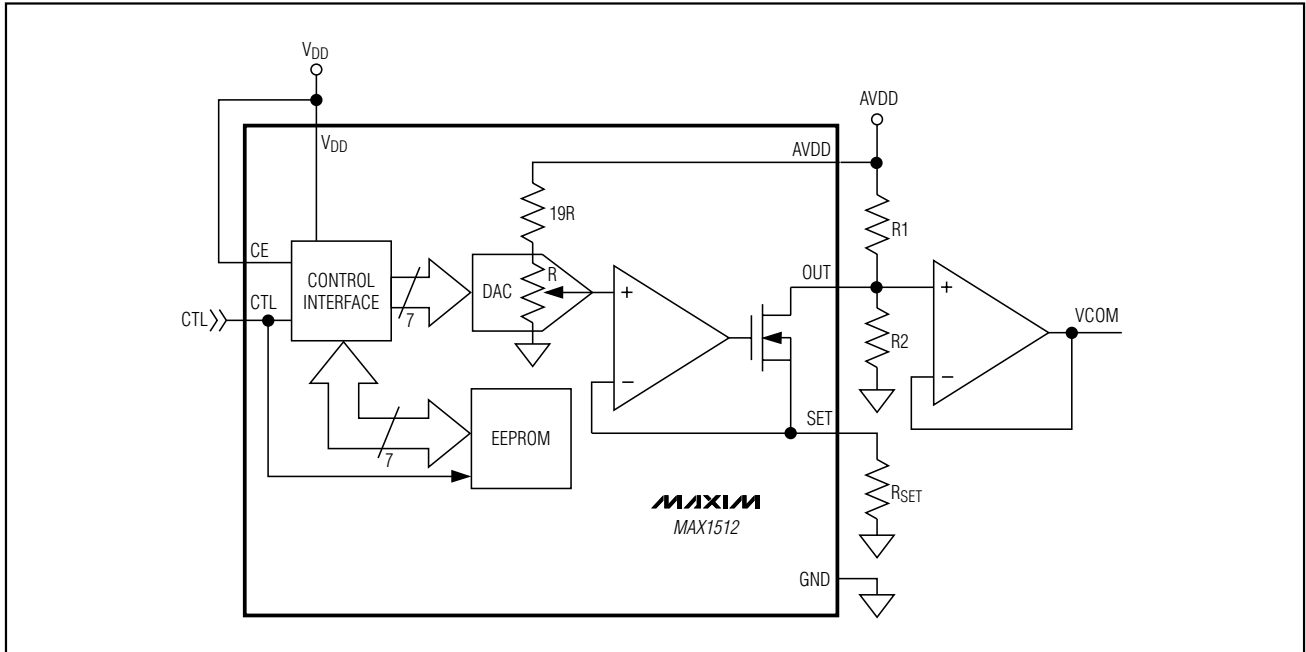 VDD
AVDD
VDD
AVDD
19R
R1
CE
CONTROL
INTERFACE
DAC
R
+
OUT
+
CTL
CTL
7
VCOM
R2
−
−
SET
EEPROM
7
RSET
MAXIM
MAX1512
GND